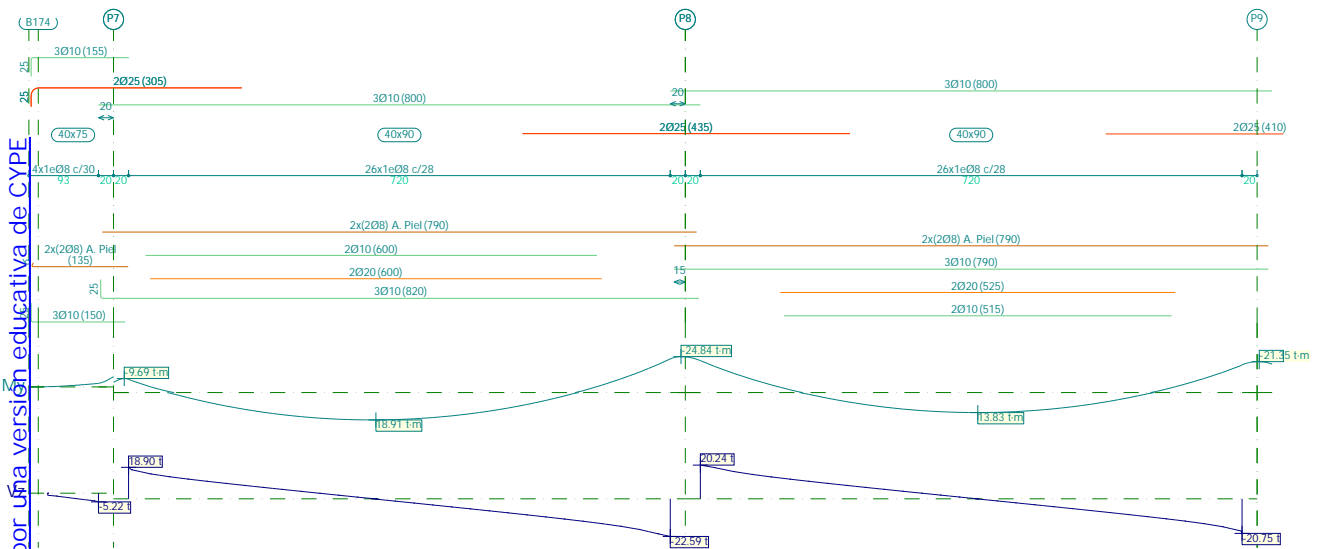 B174 P7 P8 P9
3Ø10 (155)
25
2Ø25 (305)
25
3Ø10 (800)
3Ø10 (800)
20
20
40x75
40x90
2Ø25 (435)
40x90
2Ø25 (410)
4x1eØ8 c/30
26x1eØ8 c/28
26x1eØ8 c/28
93 20 20 720 20 20 720 20
2x(2Ø8) A. Piel (790)
2x(2Ø8) A. Piel (790)
2x(2Ø8) A. Piel
(135)
2Ø10 (600)
3Ø10 (790)
2Ø20 (600)
15
25
3Ø10 (820)
2Ø20 (525)
3Ø10 (150)
2Ø10 (515)
-24.84 t·m
-21.35 t·m
-9.69 t·m
18.91 t·m
13.83 t·m
18.90 t
20.24 t
-5.22 t
-22.59 t
-20.75 t
por una versión educativa de CYPE